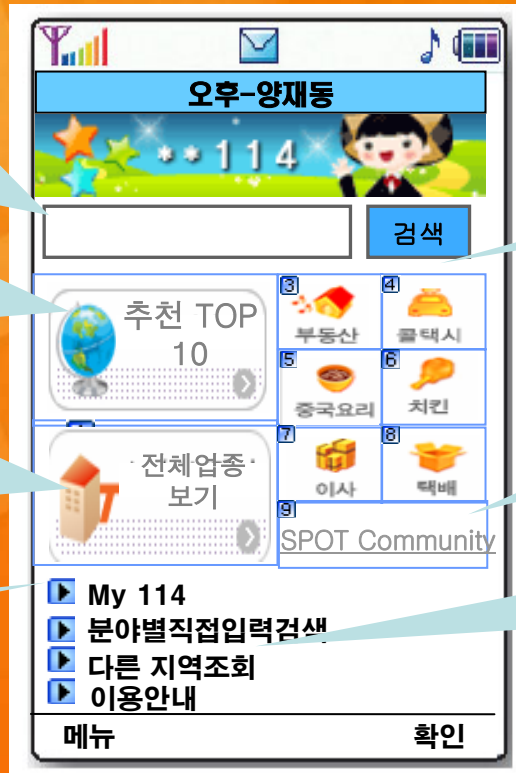 오후-양재동
**114
검색
추천 TOP
10
3
부동산
4
콜택시
5
중국요리
6
치킨
전체업종
보기
7
이사
8
택배
9
SPOT Community
My 114
분야별직접입력검색
다른 지역조회
이용안내
메뉴
확인